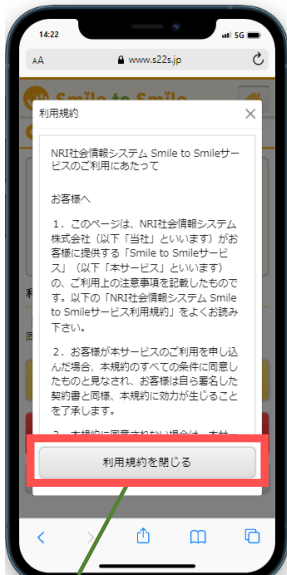 14:22
5G
AA
www.s22s.jp
Smile to Smile
利用規約
×
NRI社会情報システム Smile to Smileサー
ビスのご利用にあたって
お客様へ
1．このページは、NRI社会情報システム
株式会社（以下「当社」といいます）がお
客様に提供する「Smile to Smileサービ
ス」（以下「本サービス」といいます）
の、ご利用上の注意事項を記載したもので
す。以下の「NRI社会情報システム Smile
to Smileサービス利用規約」をよくお読み
下さい。
2．お客様が本サービスのご利用を申し込
んだ場合、本規約のすべての条件に同意し
たものと見なされ、お客様は自ら署名した
契約書と同様、本規約に効力が生じること
を了承します。
利用規約を閉じる